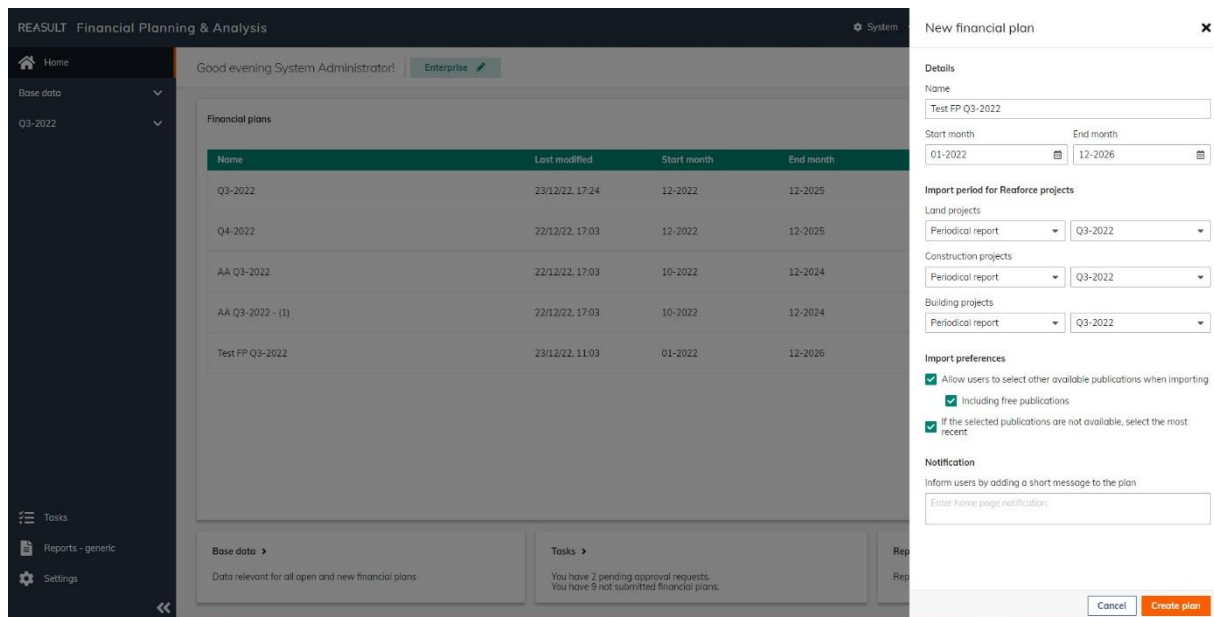 REASULT Financial Planning & Analysis
System
Home
Base data
Q3-2022
Tasks
Reports - generic
Settings
Good evening System Administrator!
Enterprise
Financial plans
Name Last modified Start month End month
Q3-2022 23/12/22, 17:24 12-2022 12-2025
Q4-2022 22/12/22, 17:03 12-2022 12-2025
AA Q3-2022 22/12/22, 17:03 10-2022 12-2024
AA Q3-2022 - (1) 22/12/22, 17:03 10-2022 12-2024
Test FP Q3-2022 23/12/22, 11:03 01-2022 12-2026
Base data >
Data relevant for all open and new financial plans
Tasks >
You have 2 pending approval requests.
You have 9 not submitted financial plans.
Rep
Rep
New financial plan
Details
Name
Test FP Q3-2022
Start month End month
01-2022 12-2026
Import period for Reaforce projects
Land projects
Periodical report Q3-2022
Construction projects
Periodical report Q3-2022
Building projects
Periodical report Q3-2022
Import preferences
Allow users to select other available publications when importing
Including free publications
If the selected publications are not available, select the most
recent
Notification
Inform users by adding a short message to the plan
Enter home page notification
Cancel Create plan